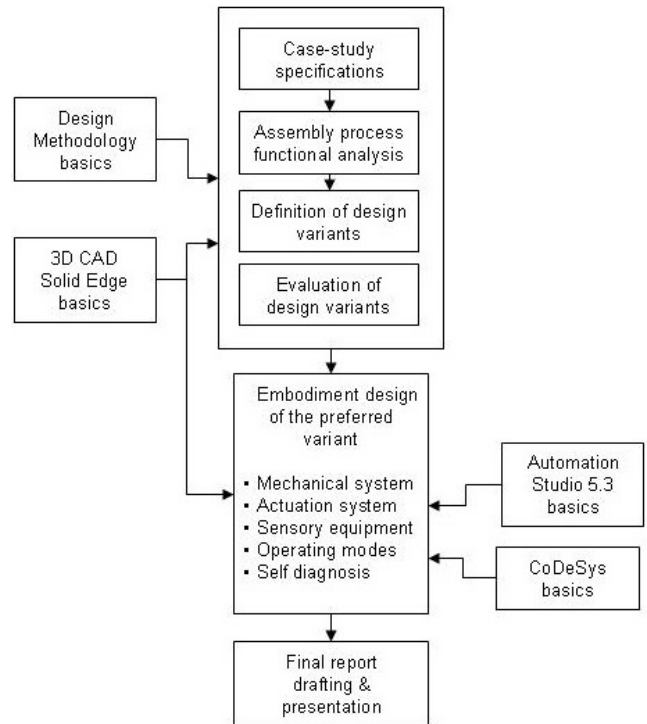 Case-study
specifications
Design
Methodology
basics
Assembly process
functional analysis
Definition of design
variants
3D CAD
Solid Edge
basics
Evaluation of
design variants
Embodiment design
of the preferred
variant
▪ Mechanical system
▪ Actuation system
▪ Sensory equipment
▪ Operating modes
▪ Self diagnosis
Automation
Studio 5.3
basics
CoDeSys
basics
Final report
drafting &
presentation